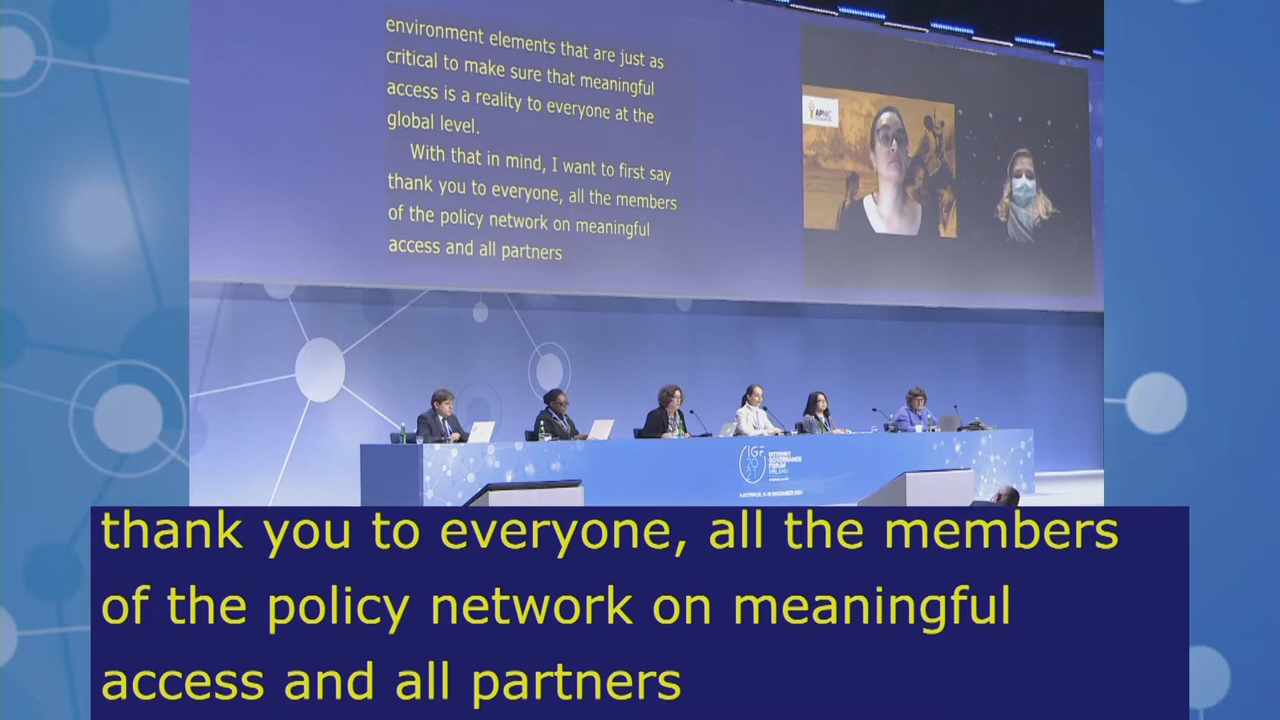 environment elements that are just as
critical to make sure that meaningful
access is a reality to everyone at the
global level.
With that in mind, I want to first say
thank you to everyone, all the members
of the policy network on meaningful
access and all partners
APNIC
IGF
INTERNET
GOVERNANCE
FORUM
thank you to everyone, all the members
of the policy network on meaningful
access and all partners